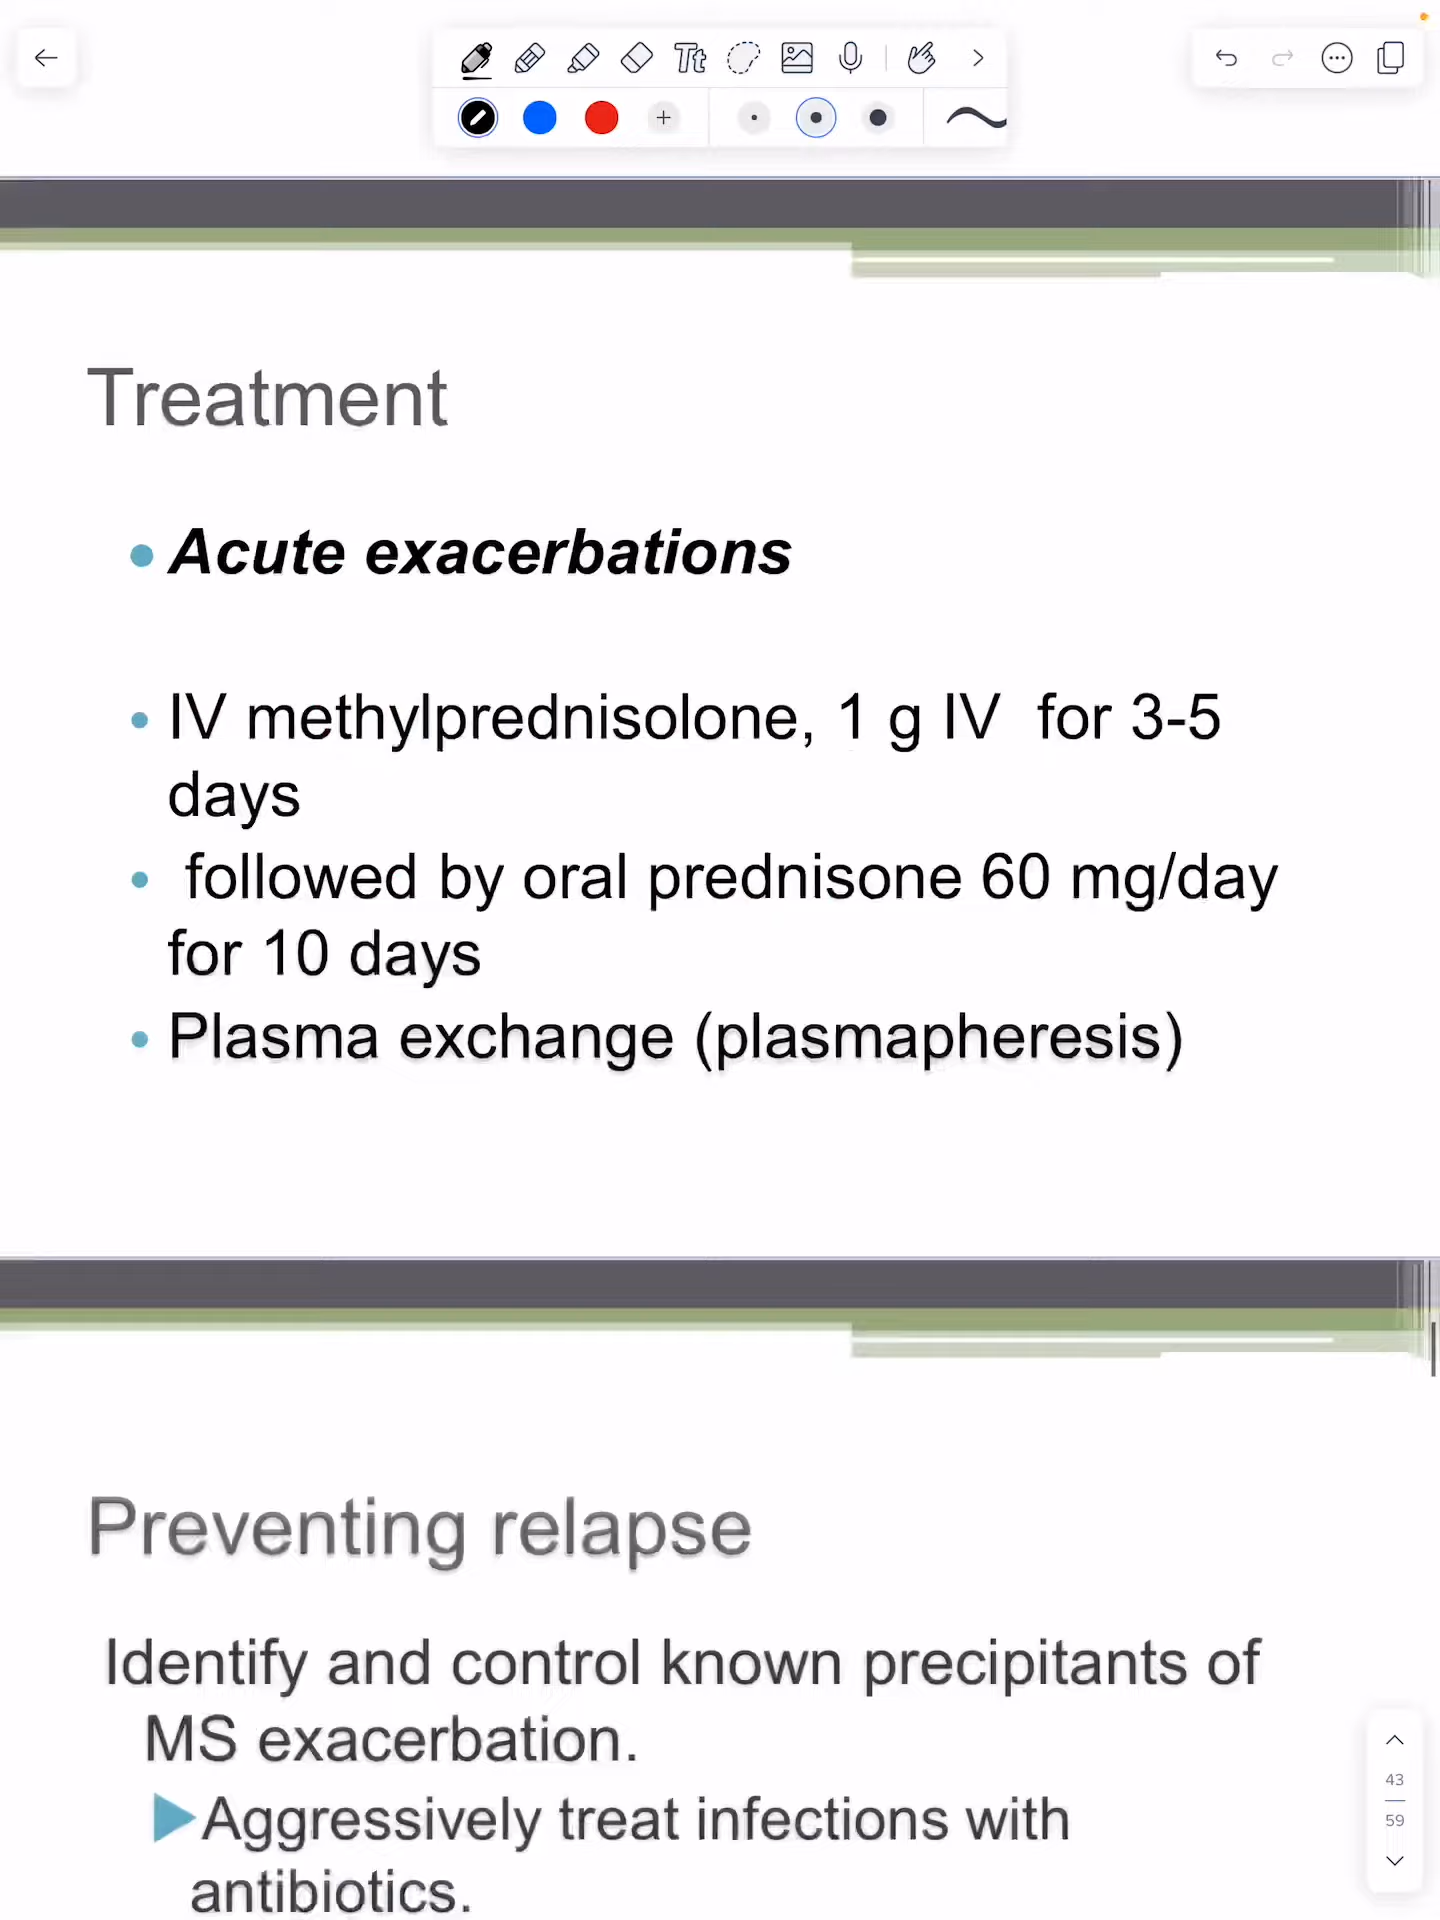 Tt
Treatment
• Acute exacerbations
• IV methylprednisolone, 1 g IV  for 3-5
days
•  followed by oral prednisone 60 mg/day
for 10 days
• Plasma exchange (plasmapheresis)
Preventing relapse
Identify and control known precipitants of
MS exacerbation.
▶Aggressively treat infections with
antibiotics.
43
59